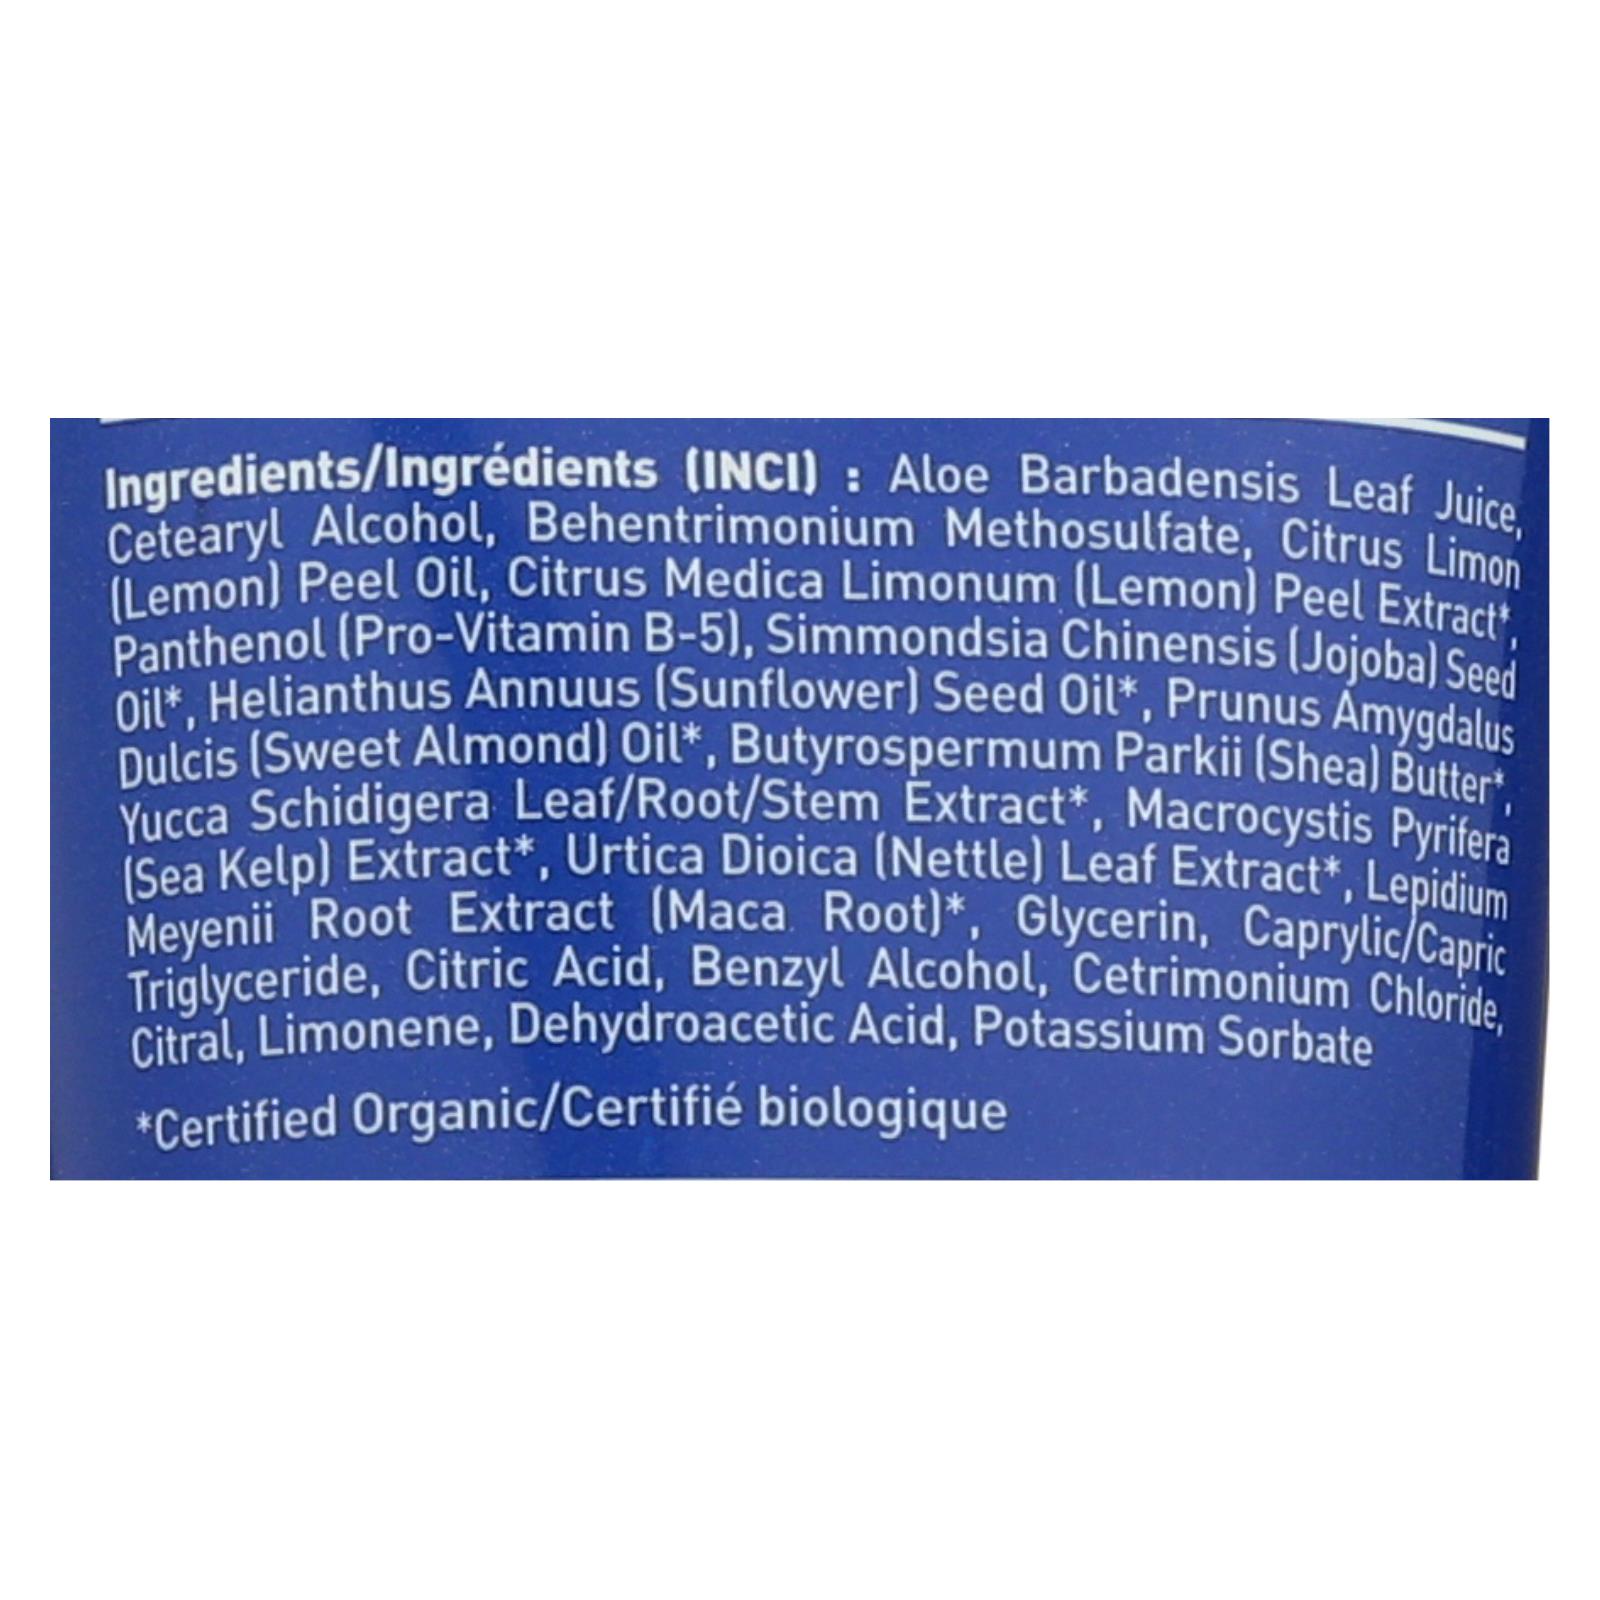 Ingredients/Ingrédients (INCI) : Aloe Barbadensis Leaf Juice,
Cetearyl Alcohol, Behentrimonium Methosulfate, Citrus Limon
(Lemon) Peel Oil, Citrus Medica Limonum (Lemon) Peel Extract*,
Panthenol (Pro-Vitamin B-5), Simmondsia Chinensis (Jojoba) Seed
Oil*, Helianthus Annuus (Sunflower) Seed Oil*, Prunus Amygdalus
Dulcis (Sweet Almond) Oil*, Butyrospermum Parkii (Shea) Butter*,
Yucca Schidigera Leaf/Root/Stem Extract*, Macrocystis Pyrifera
(Sea Kelp) Extract*, Urtica Dioica (Nettle) Leaf Extract*, Lepidium
Meyenii Root Extract (Maca Root)*, Glycerin, Caprylic/Capric
Triglyceride, Citric Acid, Benzyl Alcohol, Cetrimonium Chloride,
Citral, Limonene, Dehydroacetic Acid, Potassium Sorbate
*Certified Organic/Certifié biologique